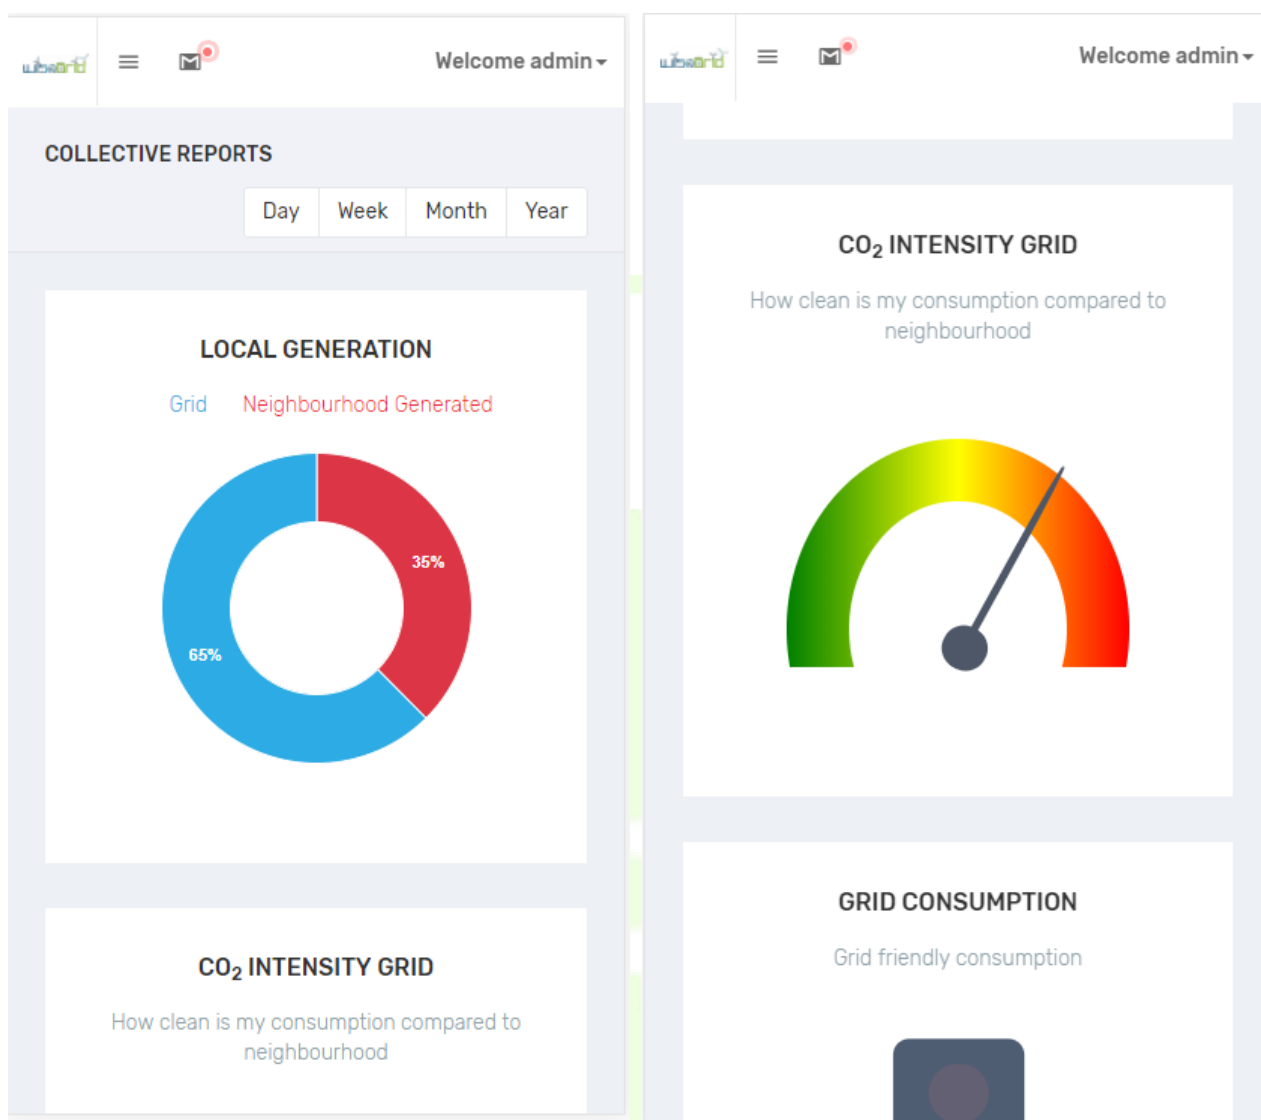 Welcome admin
COLLECTIVE REPORTS
Day Week Month Year
LOCAL GENERATION
Grid Neighbourhood Generated
35%
65%
CO₂ INTENSITY GRID
How clean is my consumption compared to
neighbourhood
Welcome admin
CO₂ INTENSITY GRID
How clean is my consumption compared to
neighbourhood
GRID CONSUMPTION
Grid friendly consumption